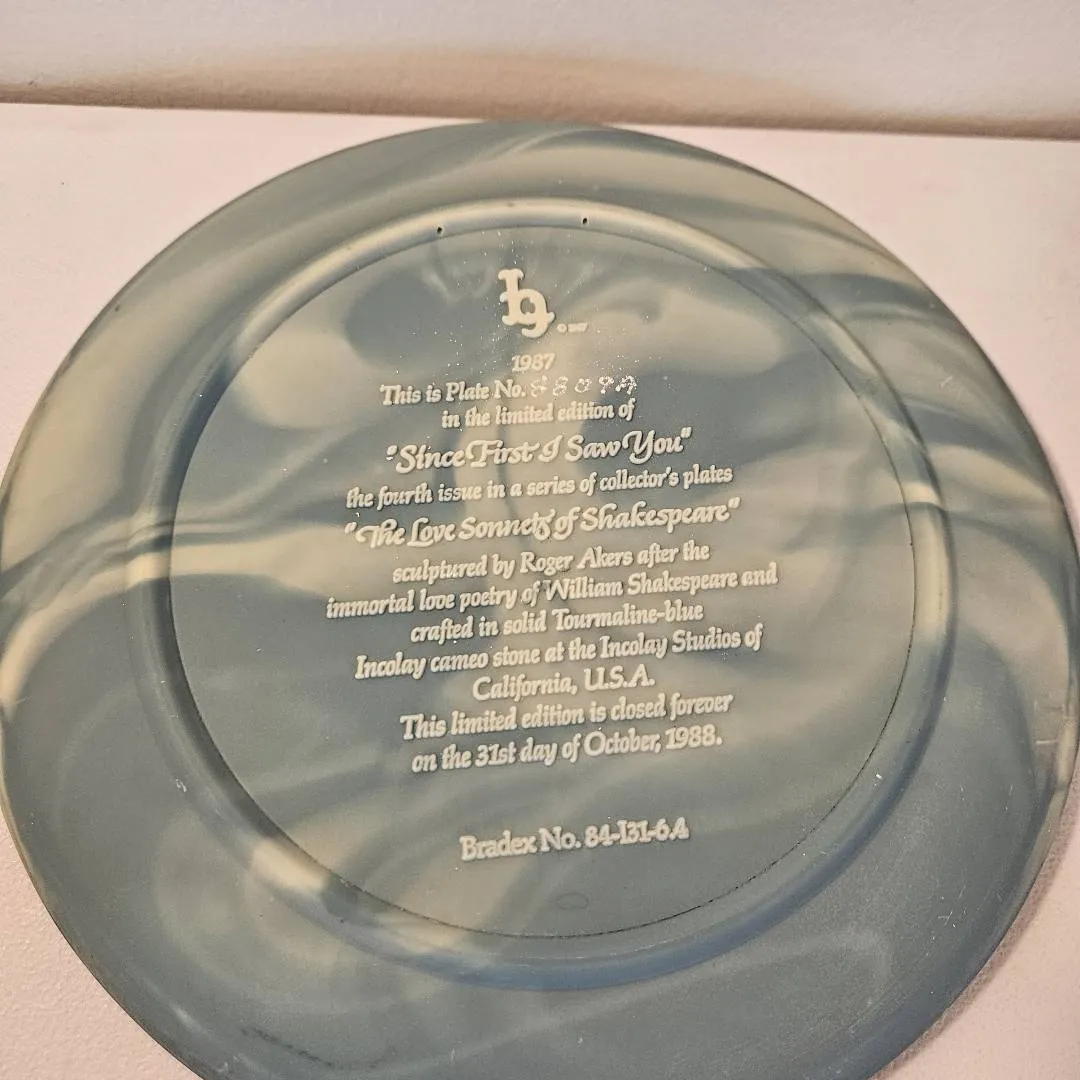 1987
This is Plate No.
in the limited edition of
"Since First I Saw You"
the fourth issue in a series of collector's plates
"The Love Sonnets of Shakespeare"
sculptured by Roger Akers after the
immortal love poetry of William Shakespeare and
crafted in solid Tourmaline-blue
Incolay cameo stone at the Incolay Studios of
California, U.S.A.
This limited edition is closed forever
on the 31st day of October, 1988.
Bradex No. 84-I31-6.4